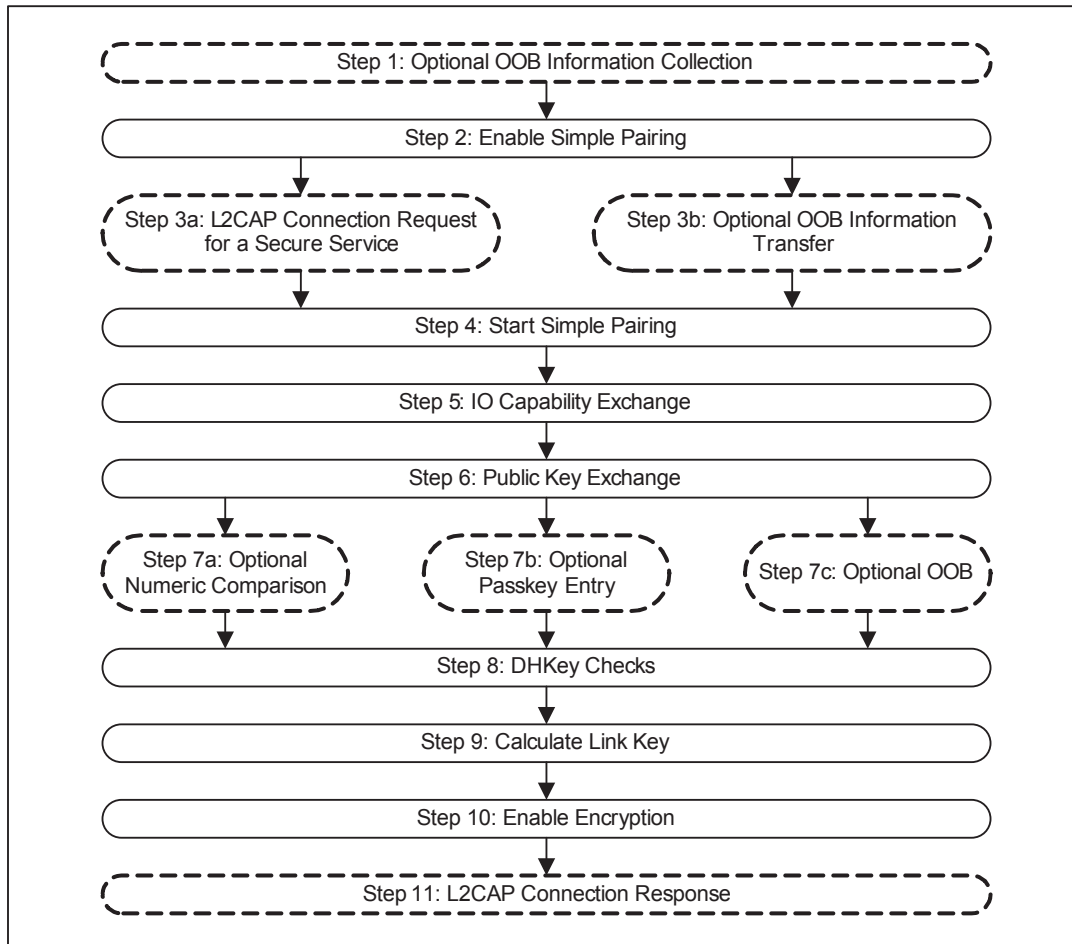 Step 1: Optional OOB Information Collection
Step 2: Enable Simple Pairing
Step 3a: L2CAP Connection Request
for a Secure Service
Step 3b: Optional OOB Information
Transfer
Step 4: Start Simple Pairing
Step 5: IO Capability Exchange
Step 6: Public Key Exchange
Step 7a: Optional
Numeric Comparison
Step 7b: Optional
Passkey Entry
Step 7c: Optional OOB
Step 8: DHKey Checks
Step 9: Calculate Link Key
Step 10: Enable Encryption
Step 11: L2CAP Connection Response